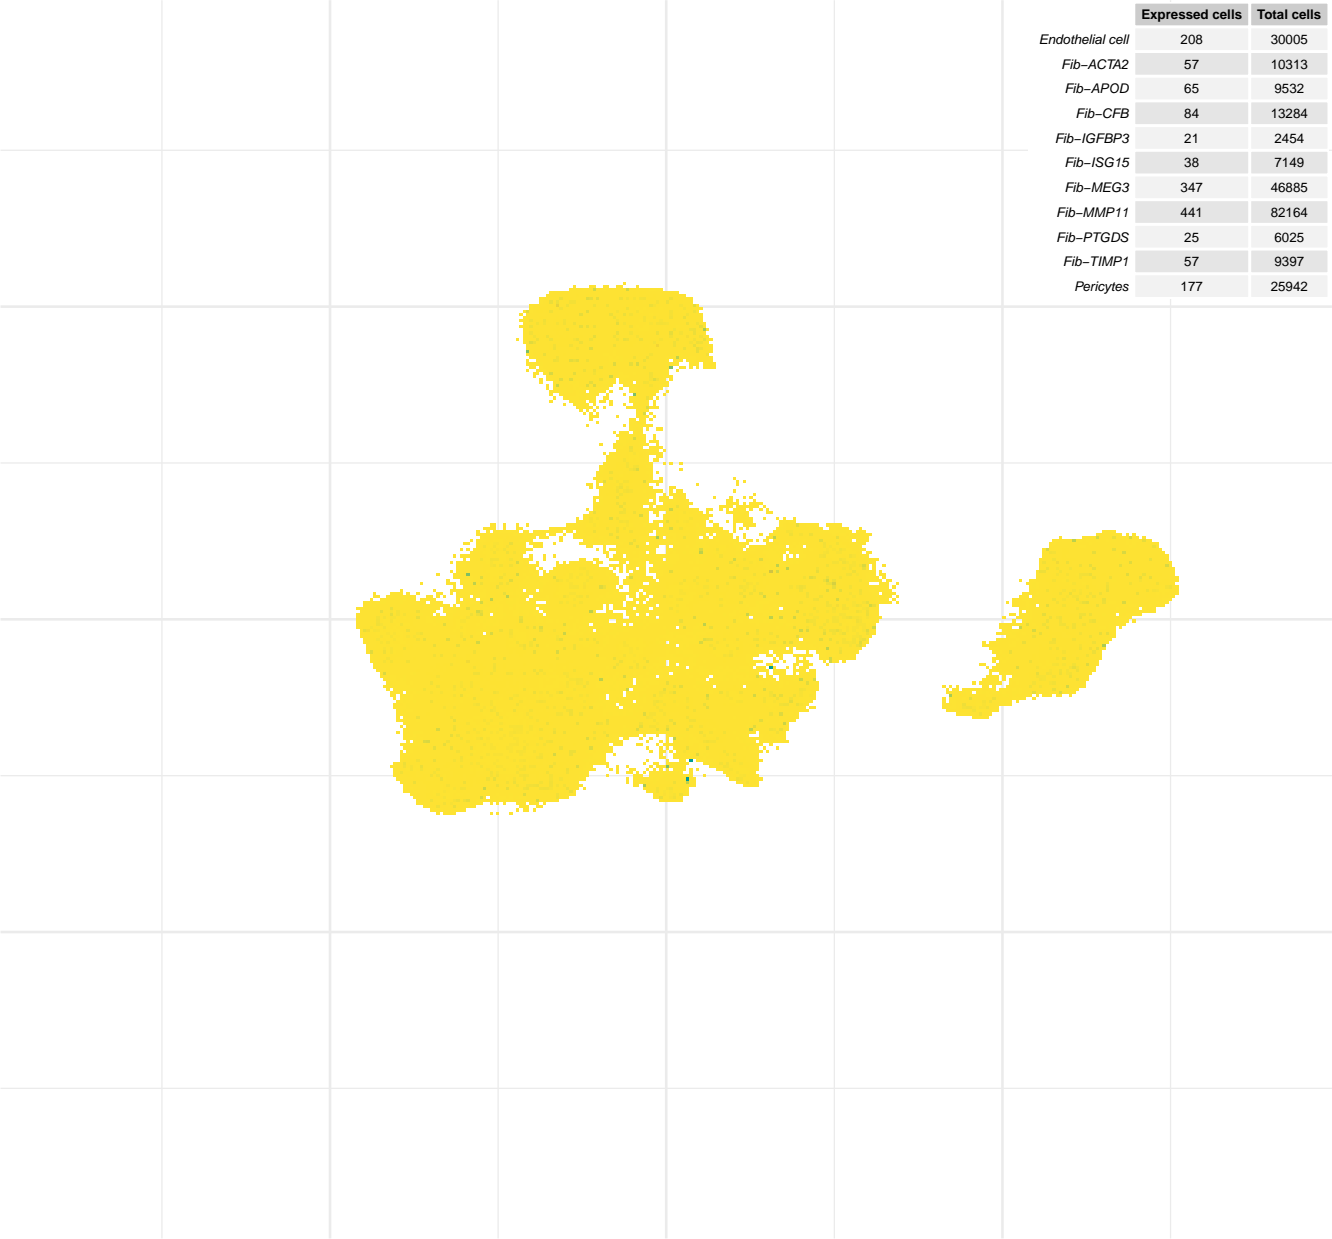 Expressed cells Total cells
Endothelial cell 208 30005
Fib−ACTA2 57 10313
Fib−APOD 65 9532
Fib−CFB 84 13284
Fib−IGFBP3 21 2454
Fib−ISG15 38 7149
Fib−MEG3 347 46885
Fib−MMP11 441 82164
Fib−PTGDS 25 6025
Fib−TIMP1 57 9397
Pericytes 177 25942